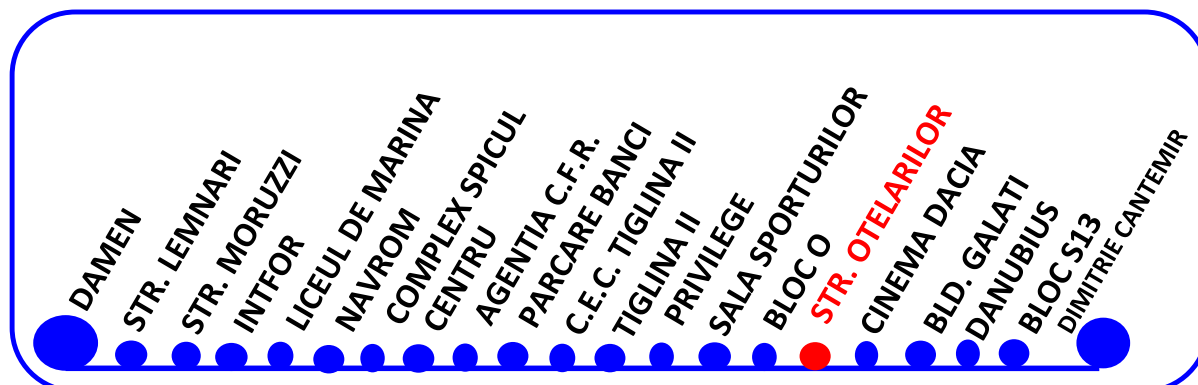 DAMEN
STR. LEMNARI
STR. MORUZZI
INTFOR
LICEUL DE MARINA
NAVROM
COMPLEX SPICUL
CENTRU
AGENTIA C.F.R.
PARCARE BANCI
C.E.C. TIGLINA II
TIGLINA II
PRIVILEGE
SALA SPORTURILOR
BLOC O
STR. OTELARILOR
CINEMA DACIA
BLD. GALATI
DANUBIUS
BLOC S13
DIMITRIE CANTEMIR